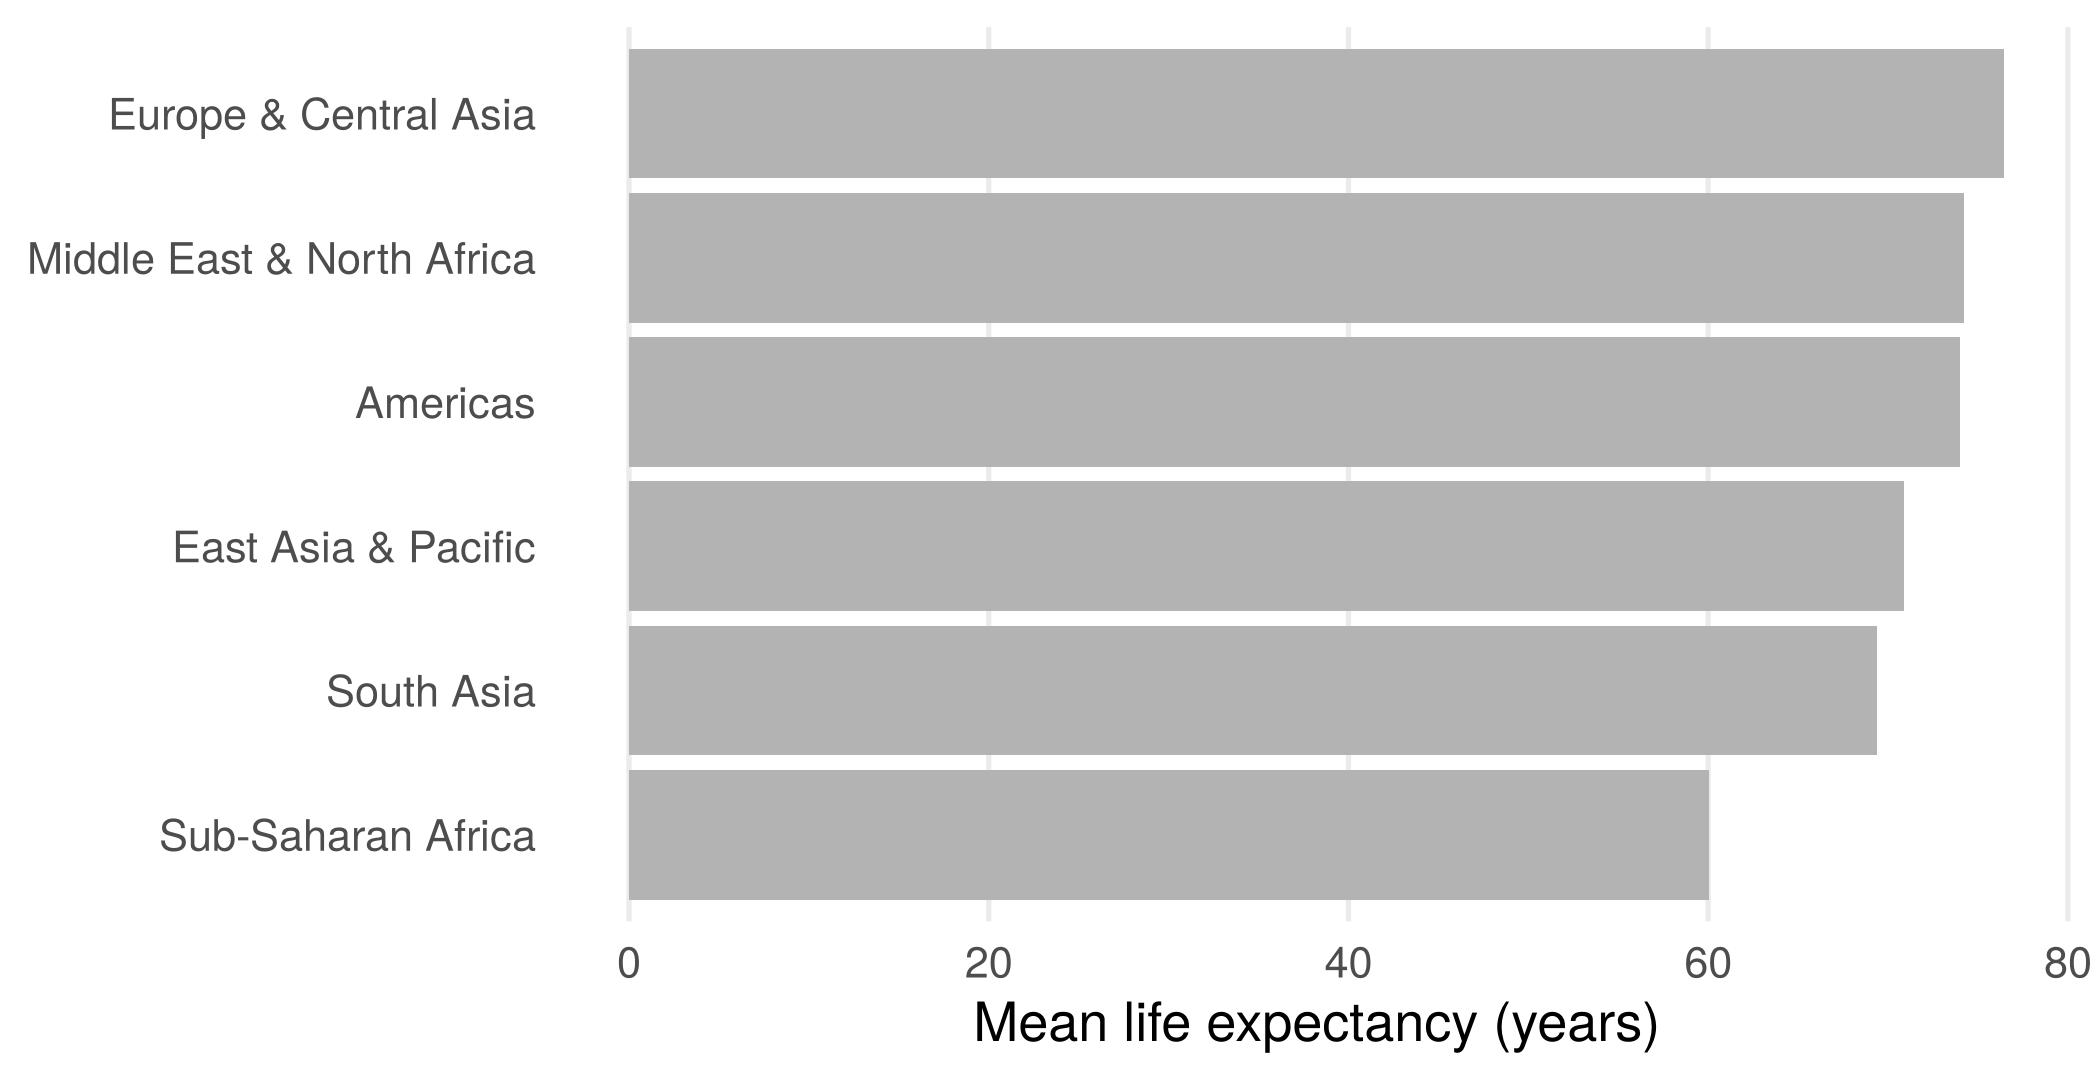 Europe & Central Asia
Middle East & North Africa
Americas
East Asia & Pacific
South Asia
Sub-Saharan Africa
0 20 40 60 80
Mean life expectancy (years)